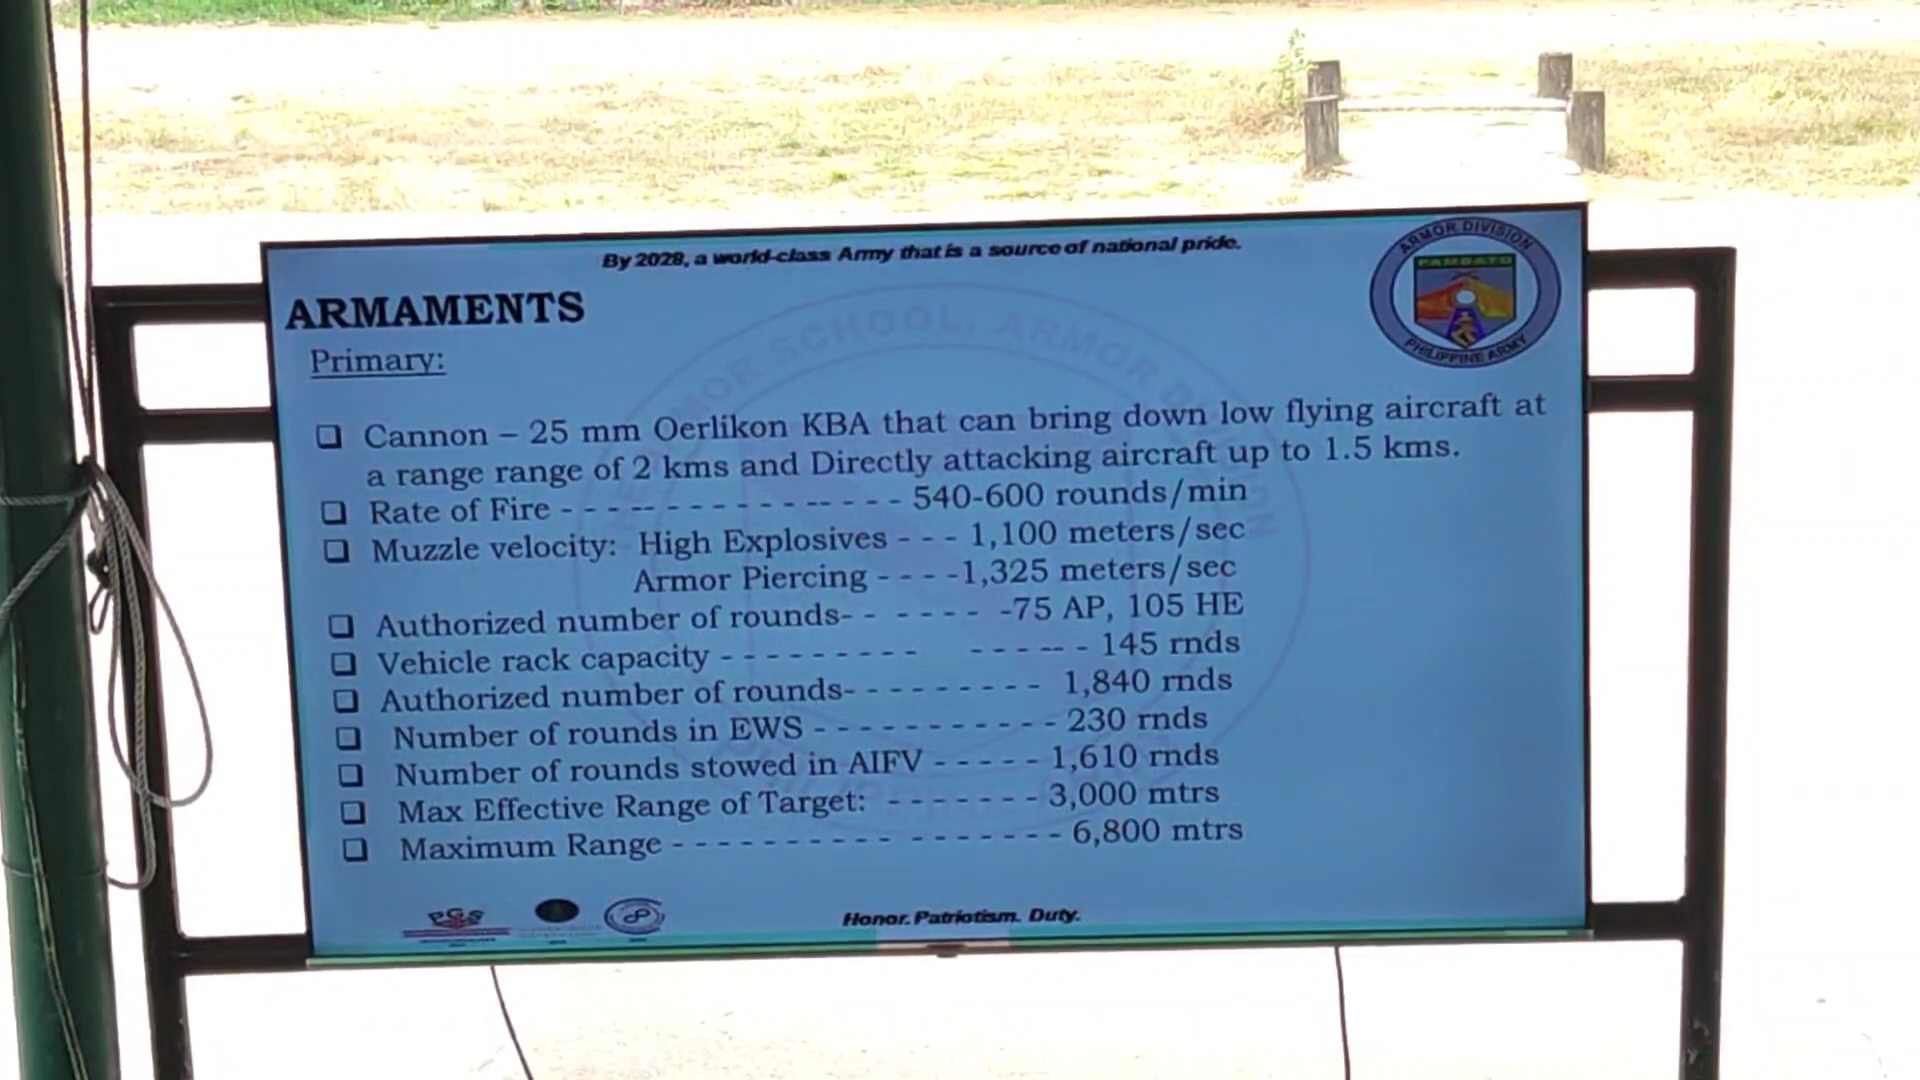 By 2028, a world-class Army that is a source of national pride.
ARMOR DIVISION
PAMBATO
PHILIPPINE ARMY
ARMAMENTS
Primary:
❑ Cannon – 25 mm Oerlikon KBA that can bring down low flying aircraft at
a range range of 2 kms and Directly attacking aircraft up to 1.5 kms.
❑ Rate of Fire - - - - -- - - - - - - - -- - - - 540-600 rounds/min
❑ Muzzle velocity: High Explosives - - - 1,100 meters/sec
Armor Piercing - - - -1,325 meters/sec
❑ Authorized number of rounds- - - - - - - -75 AP, 105 HE
❑ Vehicle rack capacity - - - - - - - - - - - - - -- - 145 rnds
❑ Authorized number of rounds- - - - - - - - - - 1,840 rnds
❑ Number of rounds in EWS - - - - - - - - - - - 230 rnds
❑ Number of rounds stowed in AIFV - - - - - 1,610 rnds
❑ Max Effective Range of Target: - - - - - - - 3,000 mtrs
❑ Maximum Range - - - - - - - - - - - - - - - - - 6,800 mtrs
PGS
Honor. Patriotism. Duty.